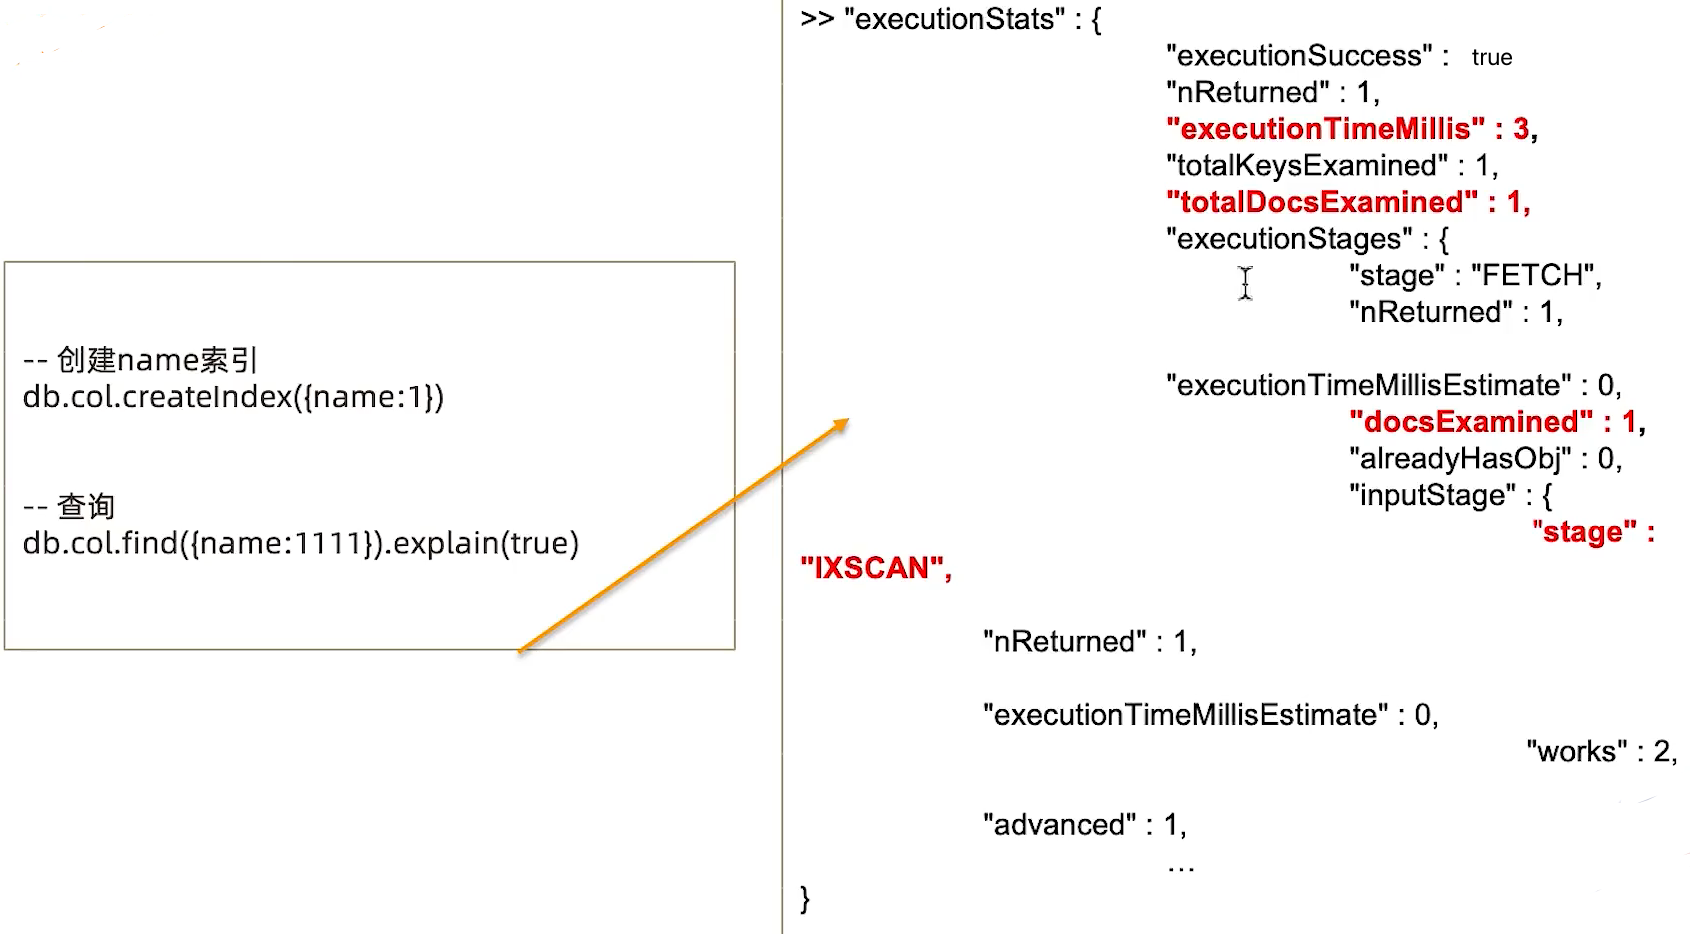 -- 创建name索引
db.col.createIndex({name:1})
-- 查询
db.col.find({name:1111}).explain(true)
>> "executionStats" : {
"executionSuccess" : true
"nReturned" : 1,
"executionTimeMillis" : 3,
"totalKeysExamined" : 1,
"totalDocsExamined" : 1,
"executionStages" : {
"stage" : "FETCH",
"nReturned" : 1,
"executionTimeMillisEstimate" : 0,
"docsExamined" : 1,
"alreadyHasObj" : 0,
"inputStage" : {
"stage" :
"IXSCAN",
"nReturned" : 1,
"executionTimeMillisEstimate" : 0,
"works" : 2,
"advanced" : 1,
...
}